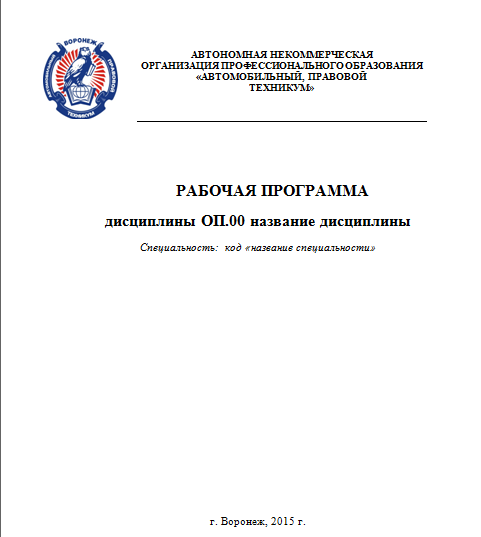 ВОРОНЕЖ
АВТОМОБИЛЬНЫЙ ПРАВОВОЙ
ТЕХНИКУМ
АВТОНОМНАЯ НЕКОММЕРЧЕСКАЯ
ОРГАНИЗАЦИЯ ПРОФЕССИОНАЛЬНОГО ОБРАЗОВАНИЯ
«АВТОМОБИЛЬНЫЙ, ПРАВОВОЙ
ТЕХНИКУМ»
РАБОЧАЯ ПРОГРАММА
дисциплины ОП.00 название дисциплины
Специальность: код «название специальности»
г. Воронеж, 2015 г.